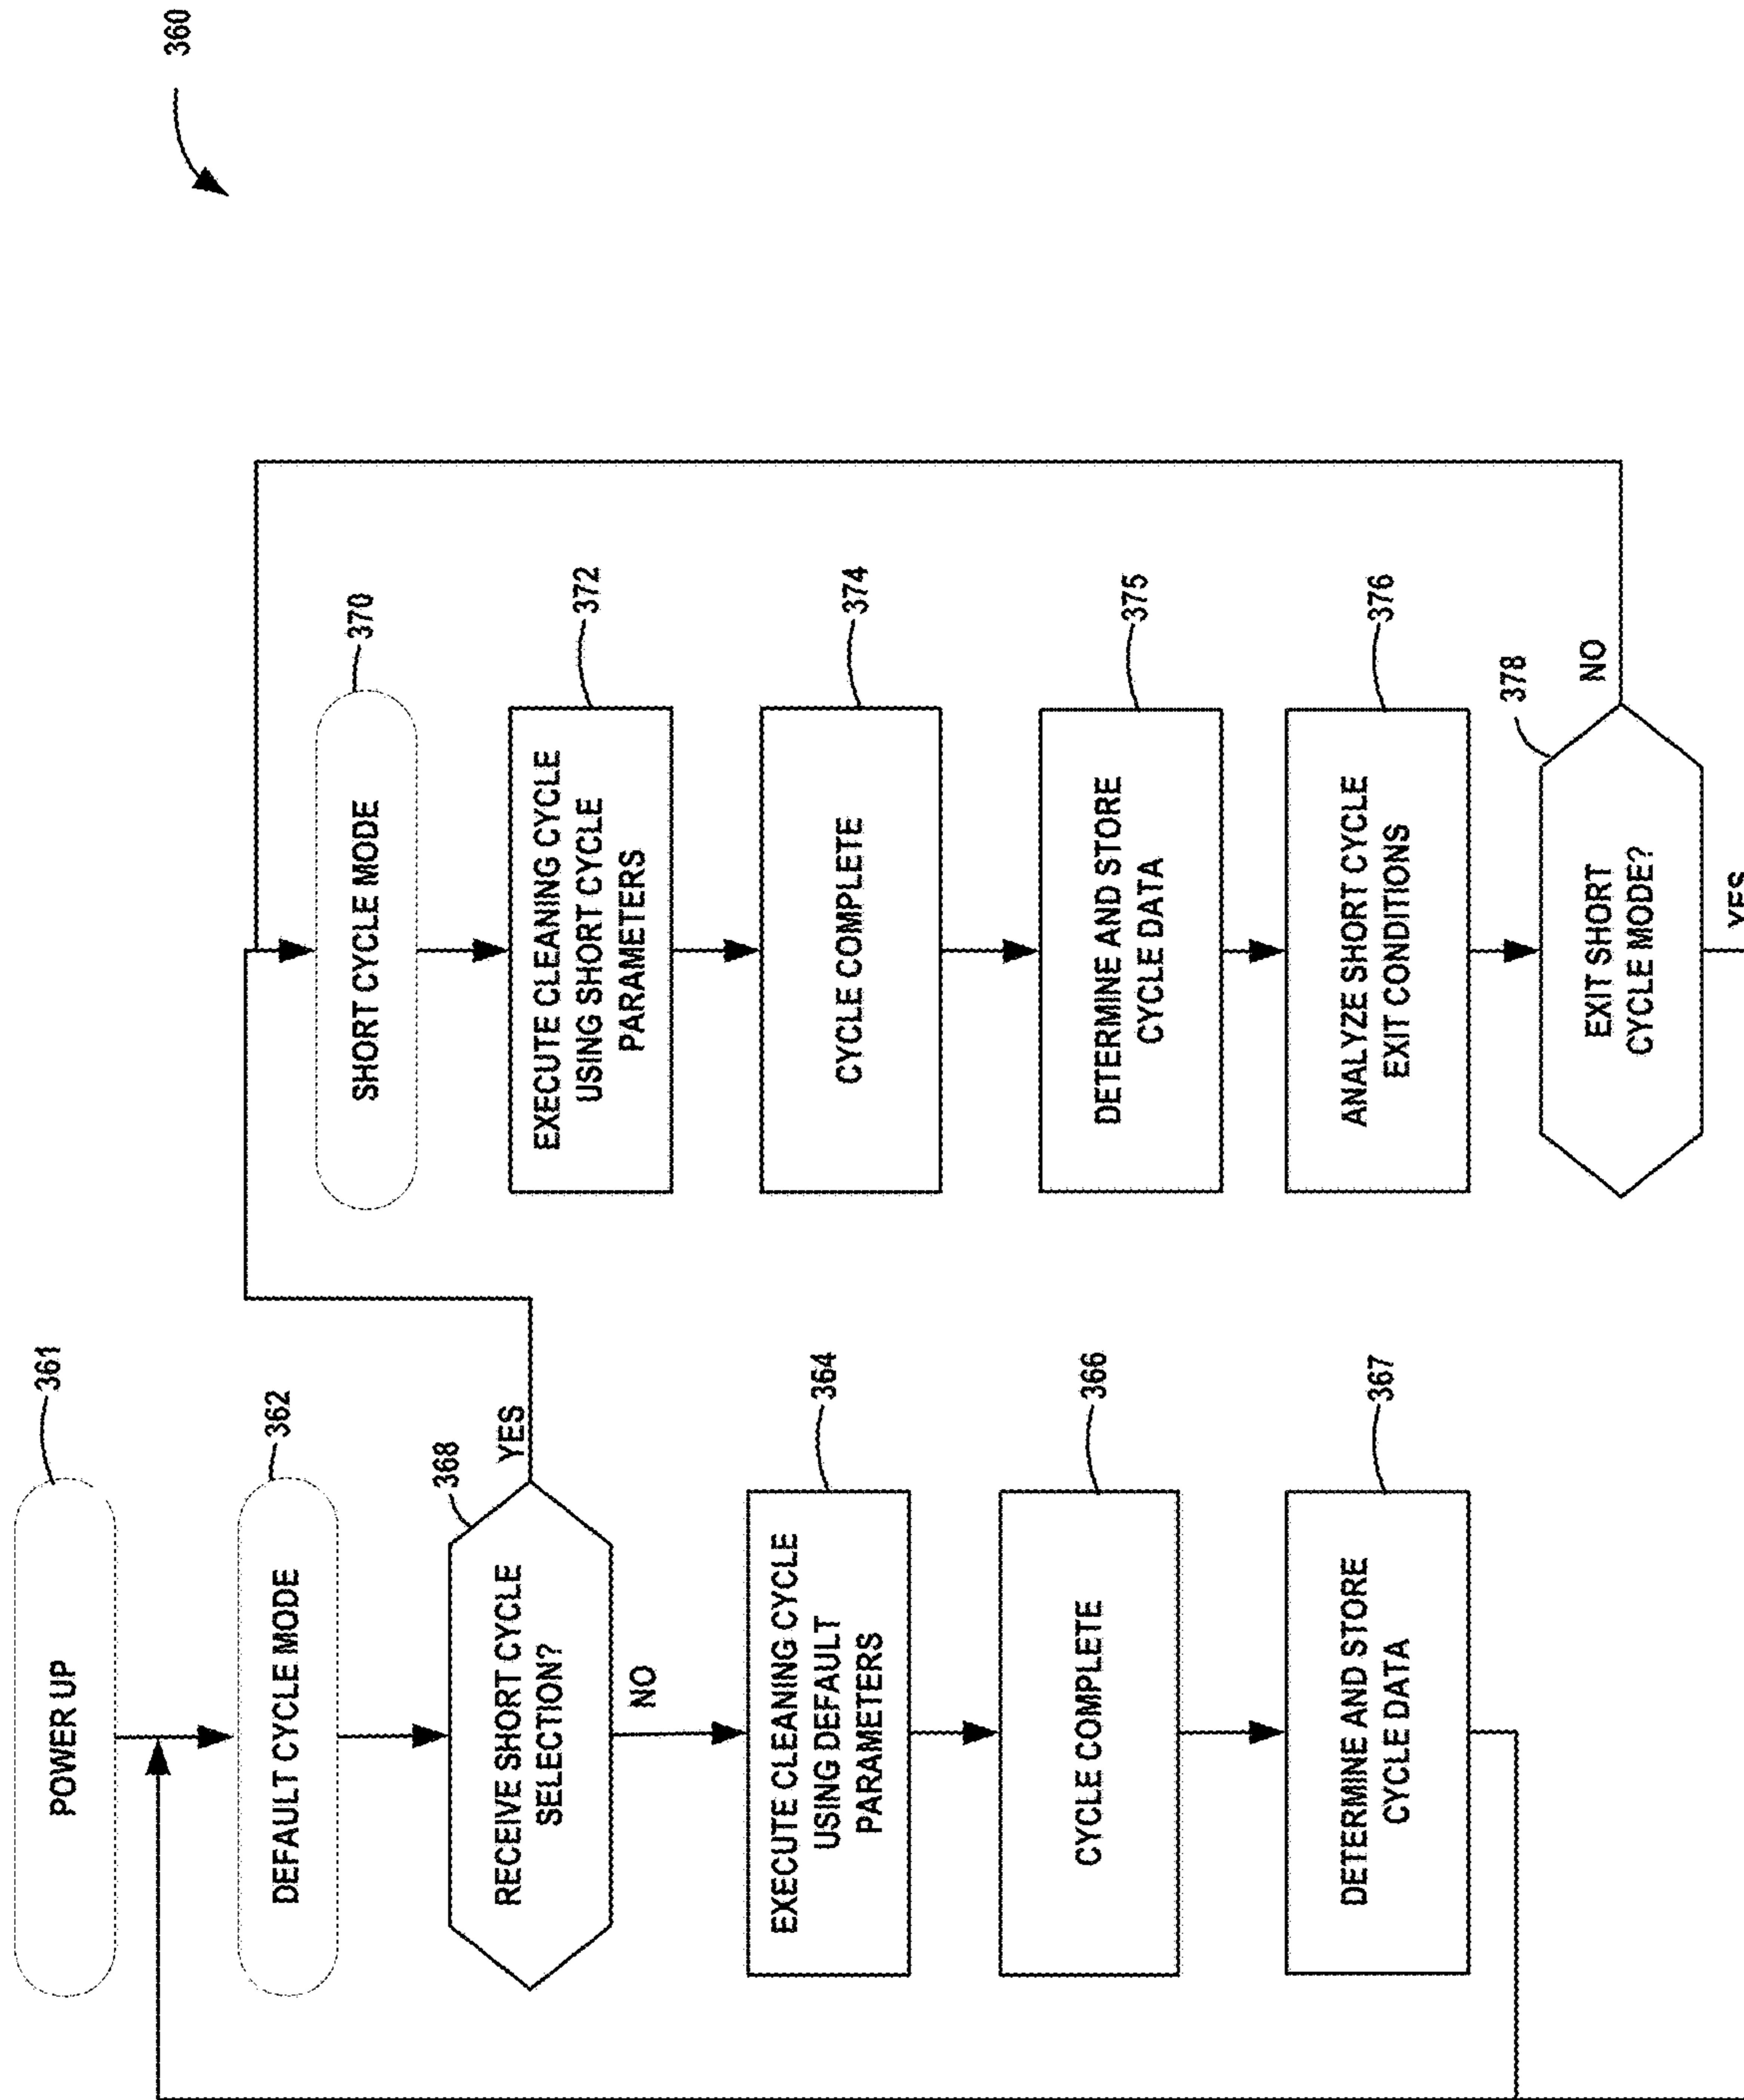 360
POWER UP
361
DEFAULT CYCLE MODE
362
RECEIVE SHORT CYCLE
SELECTION?
368
YES
NO
EXECUTE CLEANING CYCLE
USING DEFAULT
PARAMETERS
364
CYCLE COMPLETE
366
DETERMINE AND STORE
CYCLE DATA
367
SHORT CYCLE MODE
370
EXECUTE CLEANING CYCLE
USING SHORT CYCLE
PARAMETERS
372
CYCLE COMPLETE
374
DETERMINE AND STORE
CYCLE DATA
375
ANALYZE SHORT CYCLE
EXIT CONDITIONS
376
EXIT SHORT
CYCLE MODE?
378
NO
YES